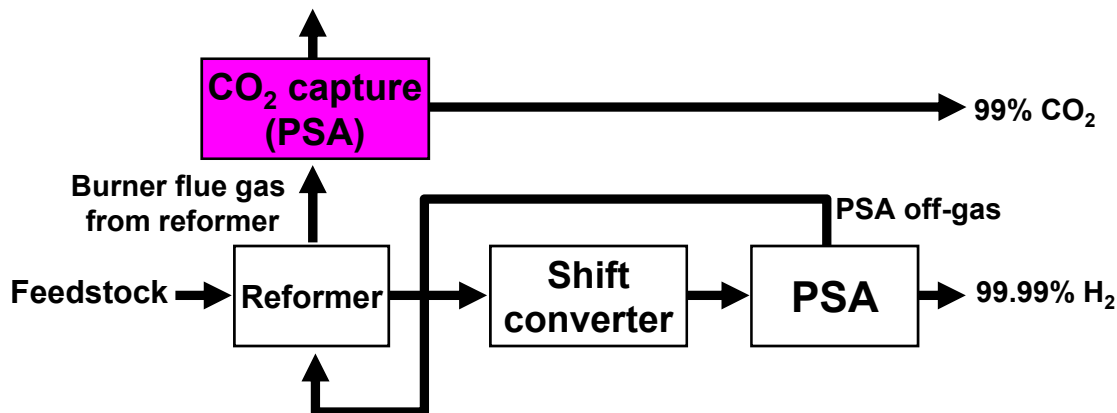 CO₂ capture
(PSA)
99% CO₂
Burner flue gas
from reformer
PSA off-gas
Feedstock
Reformer
Shift
converter
PSA
99.99% H₂